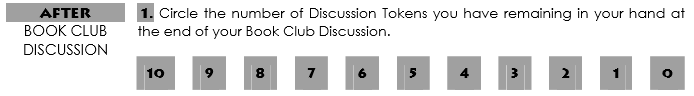 AFTER
BOOK CLUB
DISCUSSION
1. Circle the number of Discussion Tokens you have remaining in your hand at
the end of your Book Club Discussion.
10 9 8 7 6 5 4 3 2 1 0